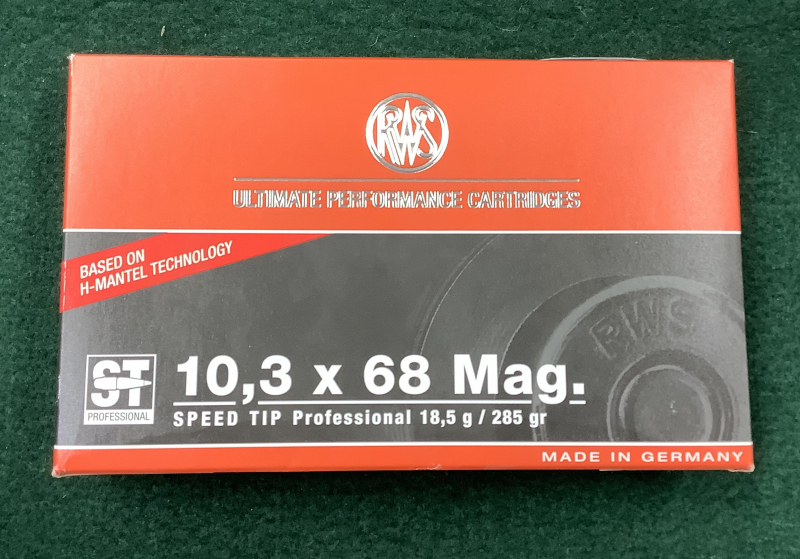 RWS
ULTIMATE PERFORMANCE CARTRIDGES
BASED ON
H-MANTEL TECHNOLOGY
RWS
ST
PROFESSIONAL
10,3 x 68 Mag.
SPEED TIP Professional 18,5 g / 285 gr
MADE IN GERMANY